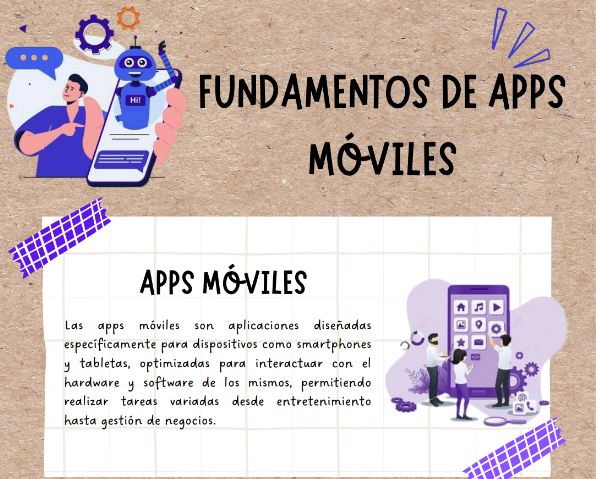 Hi!
FUNDAMENTOS DE APPS
MÓVILES
APPS MÓVILES
Las apps móviles son aplicaciones diseñadas
específicamente para dispositivos como smartphones
y tabletas, optimizadas para interactuar con el
hardware y software de los mismos, permitiendo
realizar tareas variadas desde entretenimiento
hasta gestión de negocios.